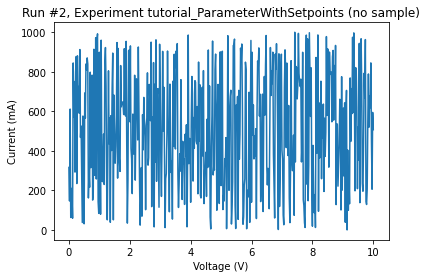 Run #2, Experiment tutorial_ParameterWithSetpoints (no sample)
1000
800
600
400
200
0
Current (mA)
0 2 4 6 8 10
Voltage (V)